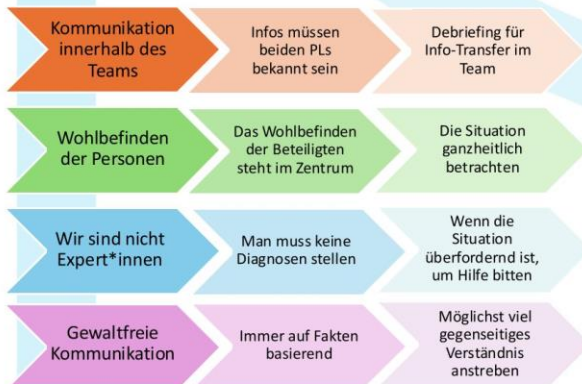 Kommunikation
innerhalb des
Teams
Infos müssen
beiden PLs
bekannt sein
Debriefing für
Info-Transfer im
Team
Wohlbefinden
der Personen
Das Wohlbefinden
der Beteiligten
steht im Zentrum
Die Situation
ganzheitlich
betrachten
Wir sind nicht
Expert*innen
Man muss keine
Diagnosen stellen
Wenn die
Situation
überfordernd ist,
um Hilfe bitten
Gewaltfreie
Kommunikation
Immer auf Fakten
basierend
Möglichst viel
gegenseitiges
Verständnis
anstreben